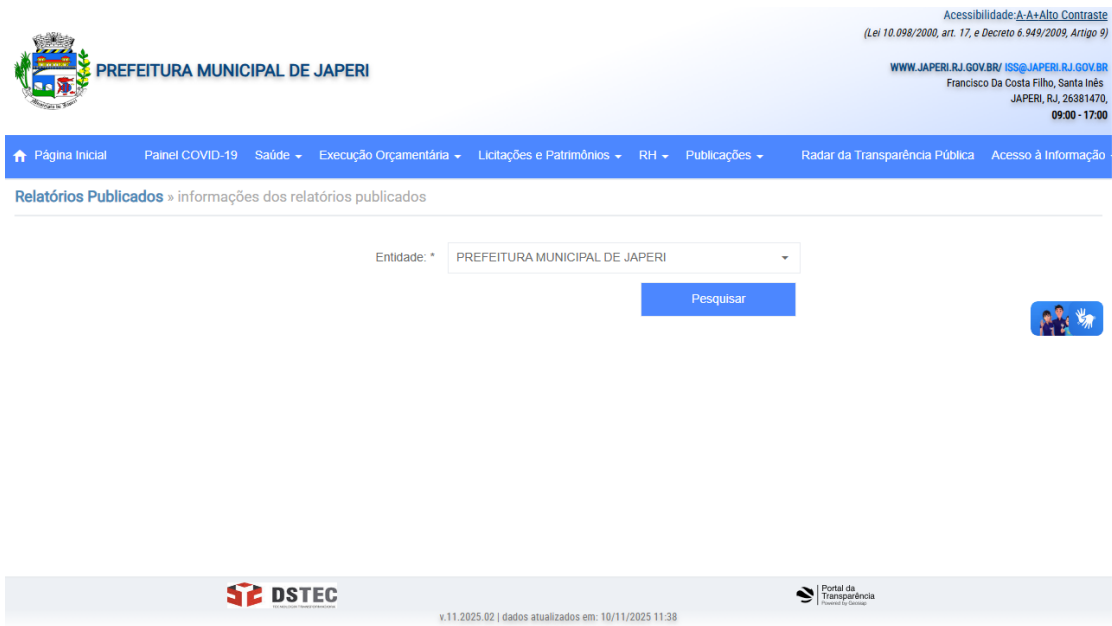 Acessibilidade:A-A+Alto Contraste
(Lei 10.098/2000, art. 17, e Decreto 6.949/2009, Artigo 9)
PREFEITURA MUNICIPAL DE JAPERI
WWW.JAPERI.RJ.GOV.BR/ ISS@JAPERI.RJ.GOV.BR
Francisco Da Costa Filho, Santa Inês
JAPERI, RJ, 26381470,
09:00 - 17:00
Página Inicial Painel COVID-19 Saúde Execução Orçamentária Licitações e Patrimônios RH Publicações Radar da Transparência Pública Acesso à Informação
Relatórios Publicados » informações dos relatórios publicados
Entidade: * PREFEITURA MUNICIPAL DE JAPERI
Pesquisar
DSTEC
Portal da
Transparência
Powered by Geosiap
v.11.2025.02 | dados atualizados em: 10/11/2025 11:38